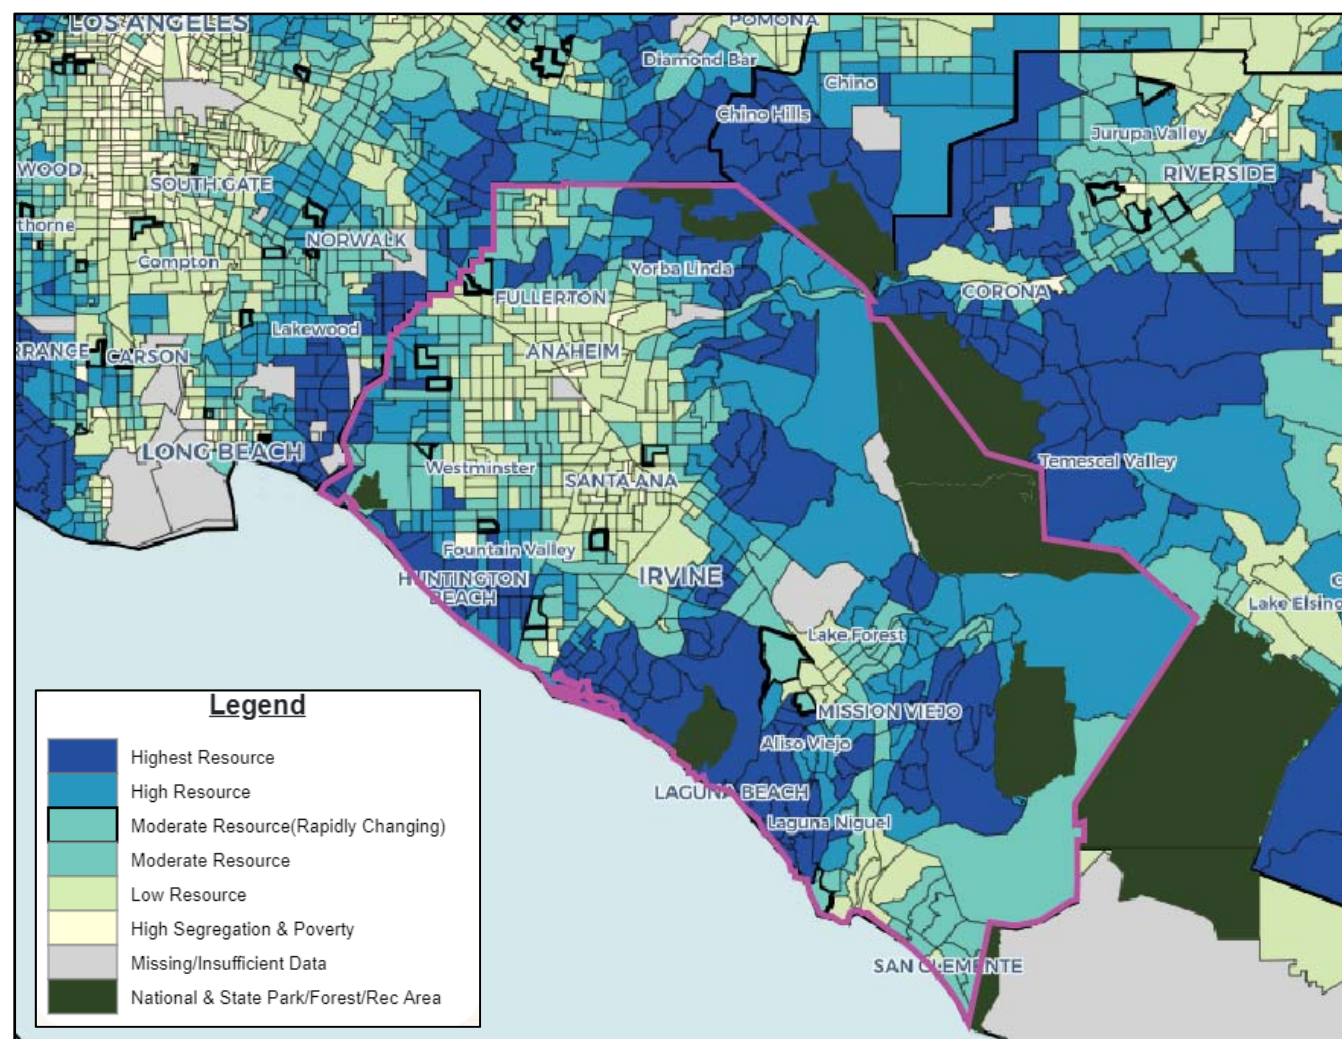 LOS ANGELES
POMONA
Diamond Bar
Chino
Chino Hills
Jurupa Valley
WOOD
SOUTH GATE
RIVERSIDE
thorne
NORWALK
Compton
Yorba Linda
CORONA
FULLERTON
Lakewood
RRANCE
CARSON
ANAHEIM
LONG BEACH
Westminster
Temescal Valley
SANTA ANA
Fountain Valley
HUNTINGTON
BEACH
IRVINE
Lake Elsino
Lake Forest
MISSION VIEJO
Aliso Viejo
LAGUNA BEACH
Laguna Niguel
SAN CLEMENTE
Legend
Highest Resource
High Resource
Moderate Resource(Rapidly Changing)
Moderate Resource
Low Resource
High Segregation & Poverty
Missing/Insufficient Data
National & State Park/Forest/Rec Area